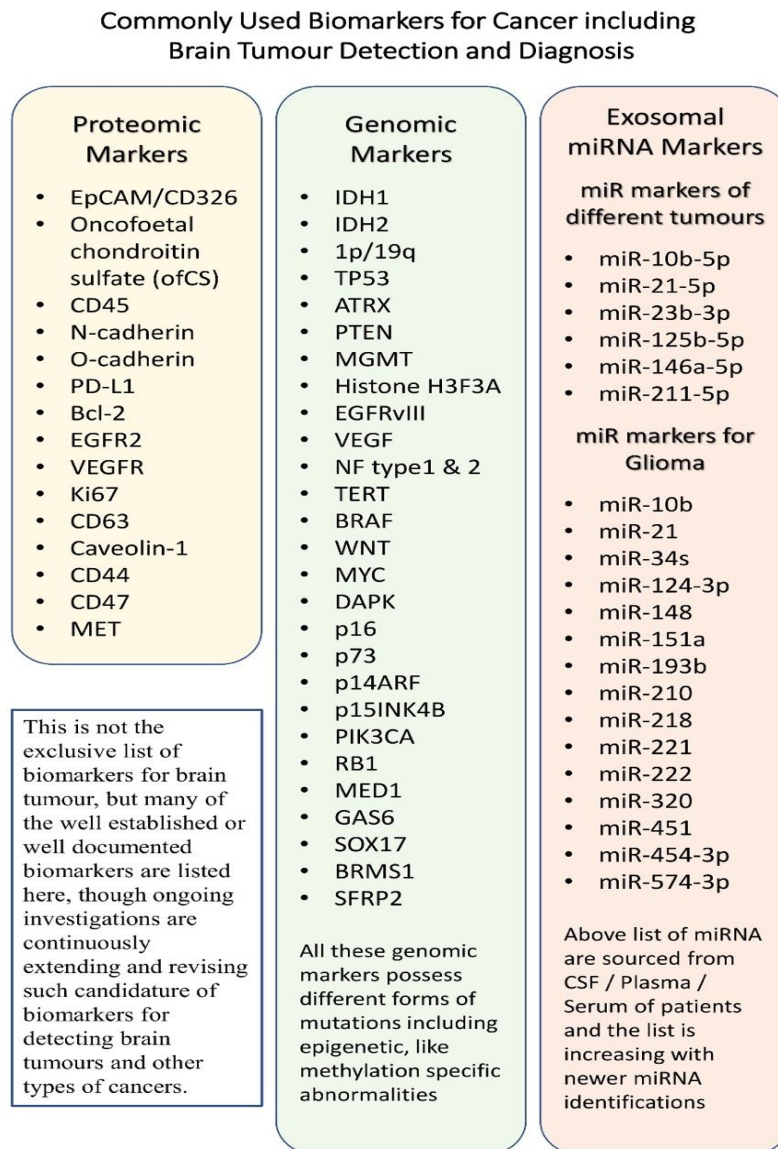 Commonly Used Biomarkers for Cancer including
Brain Tumour Detection and Diagnosis
Proteomic
Markers
• EpCAM/CD326
• Oncofoetal
chondroitin
sulfate (ofCS)
• CD45
• N-cadherin
• O-cadherin
• PD-L1
• Bcl-2
• EGFR2
• VEGFR
• Ki67
• CD63
• Caveolin-1
• CD44
• CD47
• MET
This is not the
exclusive list of
biomarkers for brain
tumour, but many of
the well established or
well documented
biomarkers are listed
here, though ongoing
investigations are
continuously
extending and revising
such candidature of
biomarkers for
detecting brain
tumours and other
types of cancers.
Genomic
Markers
• IDH1
• IDH2
• 1p/19q
• TP53
• ATRX
• PTEN
• MGMT
• Histone H3F3A
• EGFRvIII
• VEGF
• NF type1 & 2
• TERT
• BRAF
• WNT
• MYC
• DAPK
• p16
• p73
• p14ARF
• p15INK4B
• PIK3CA
• RB1
• MED1
• GAS6
• SOX17
• BRMS1
• SFRP2
All these genomic
markers possess
different forms of
mutations including
epigenetic, like
methylation specific
abnormalities
Exosomal
miRNA Markers
miR markers of
different tumours
• miR-10b-5p
• miR-21-5p
• miR-23b-3p
• miR-125b-5p
• miR-146a-5p
• miR-211-5p
miR markers for
Glioma
• miR-10b
• miR-21
• miR-34s
• miR-124-3p
• miR-148
• miR-151a
• miR-193b
• miR-210
• miR-218
• miR-221
• miR-222
• miR-320
• miR-451
• miR-454-3p
• miR-574-3p
Above list of miRNA
are sourced from
CSF / Plasma /
Serum of patients
and the list is
increasing with
newer miRNA
identifications